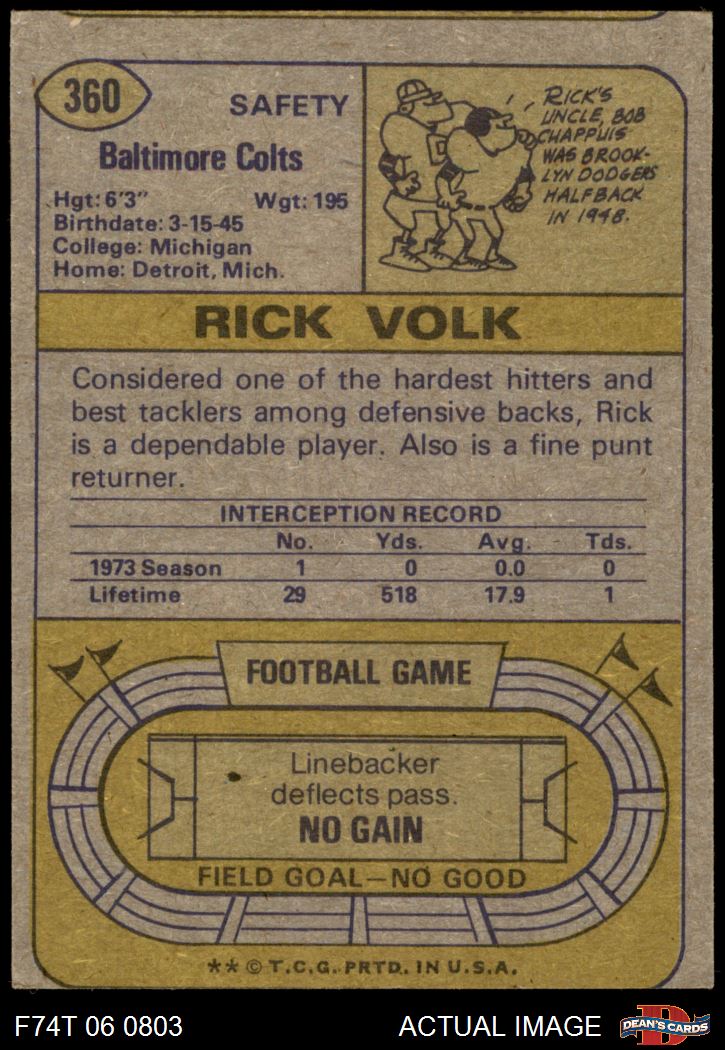 360
SAFETY
Baltimore Colts
Hgt: 6'3" Wgt: 195
Birthdate: 3-15-45
College: Michigan
Home: Detroit, Mich.
RICK'S
UNCLE, BOB
CHAPPUIS
WAS BROOK-
LYN DODGERS
HALFBACK
IN 1948.
RICK VOLK
Considered one of the hardest hitters and
best tacklers among defensive backs, Rick
is a dependable player. Also is a fine punt
returner.
INTERCEPTION RECORD
No. Yds. Avg. Tds.
1973 Season 1 0 0.0 0
Lifetime 29 518 17.9 1
FOOTBALL GAME
Linebacker
deflects pass.
NO GAIN
FIELD GOAL—NO GOOD
** © T.C.G. PRTD. IN U.S.A.
F74T 06 0803 ACTUAL IMAGE
D
DEAN'S CARDS